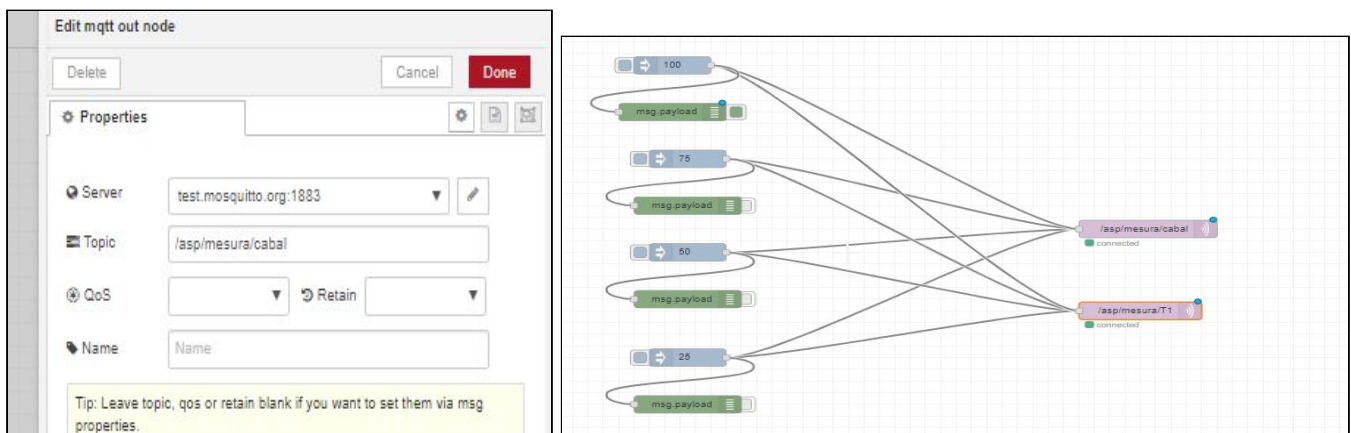 Edit mqtt out node
Delete
Cancel
Done
Properties
Server
test.mosquitto.org:1883
Topic
/asp/mesura/cabal
QoS
Retain
Name
Name
Tip: Leave topic, qos or retain blank if you want to set them via msg
properties.
100
msg.payload
75
msg.payload
50
msg.payload
25
msg.payload
/asp/mesura/cabal
connected
/asp/mesura/T1
connected